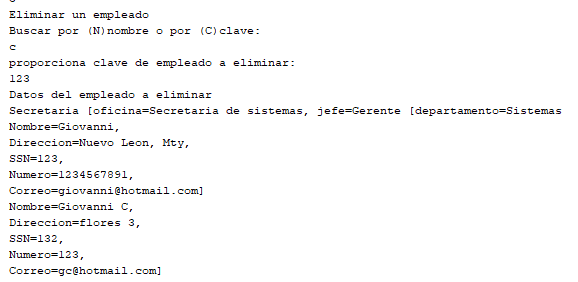 Eliminar un empleado
Buscar por (N)nombre o por (C)clave:
c
proporciona clave de empleado a eliminar:
123
Datos del empleado a eliminar
Secretaria [oficina=Secretaria de sistemas, jefe=Gerente [departamento=Sistemas
Nombre=Giovanni,
Direccion=Nuevo Leon, Mty,
SSN=123,
Numero=1234567891,
Correo=giovanni@hotmail.com]
Nombre=Giovanni C,
Direccion=flores 3,
SSN=132,
Numero=123,
Correo=gc@hotmail.com]